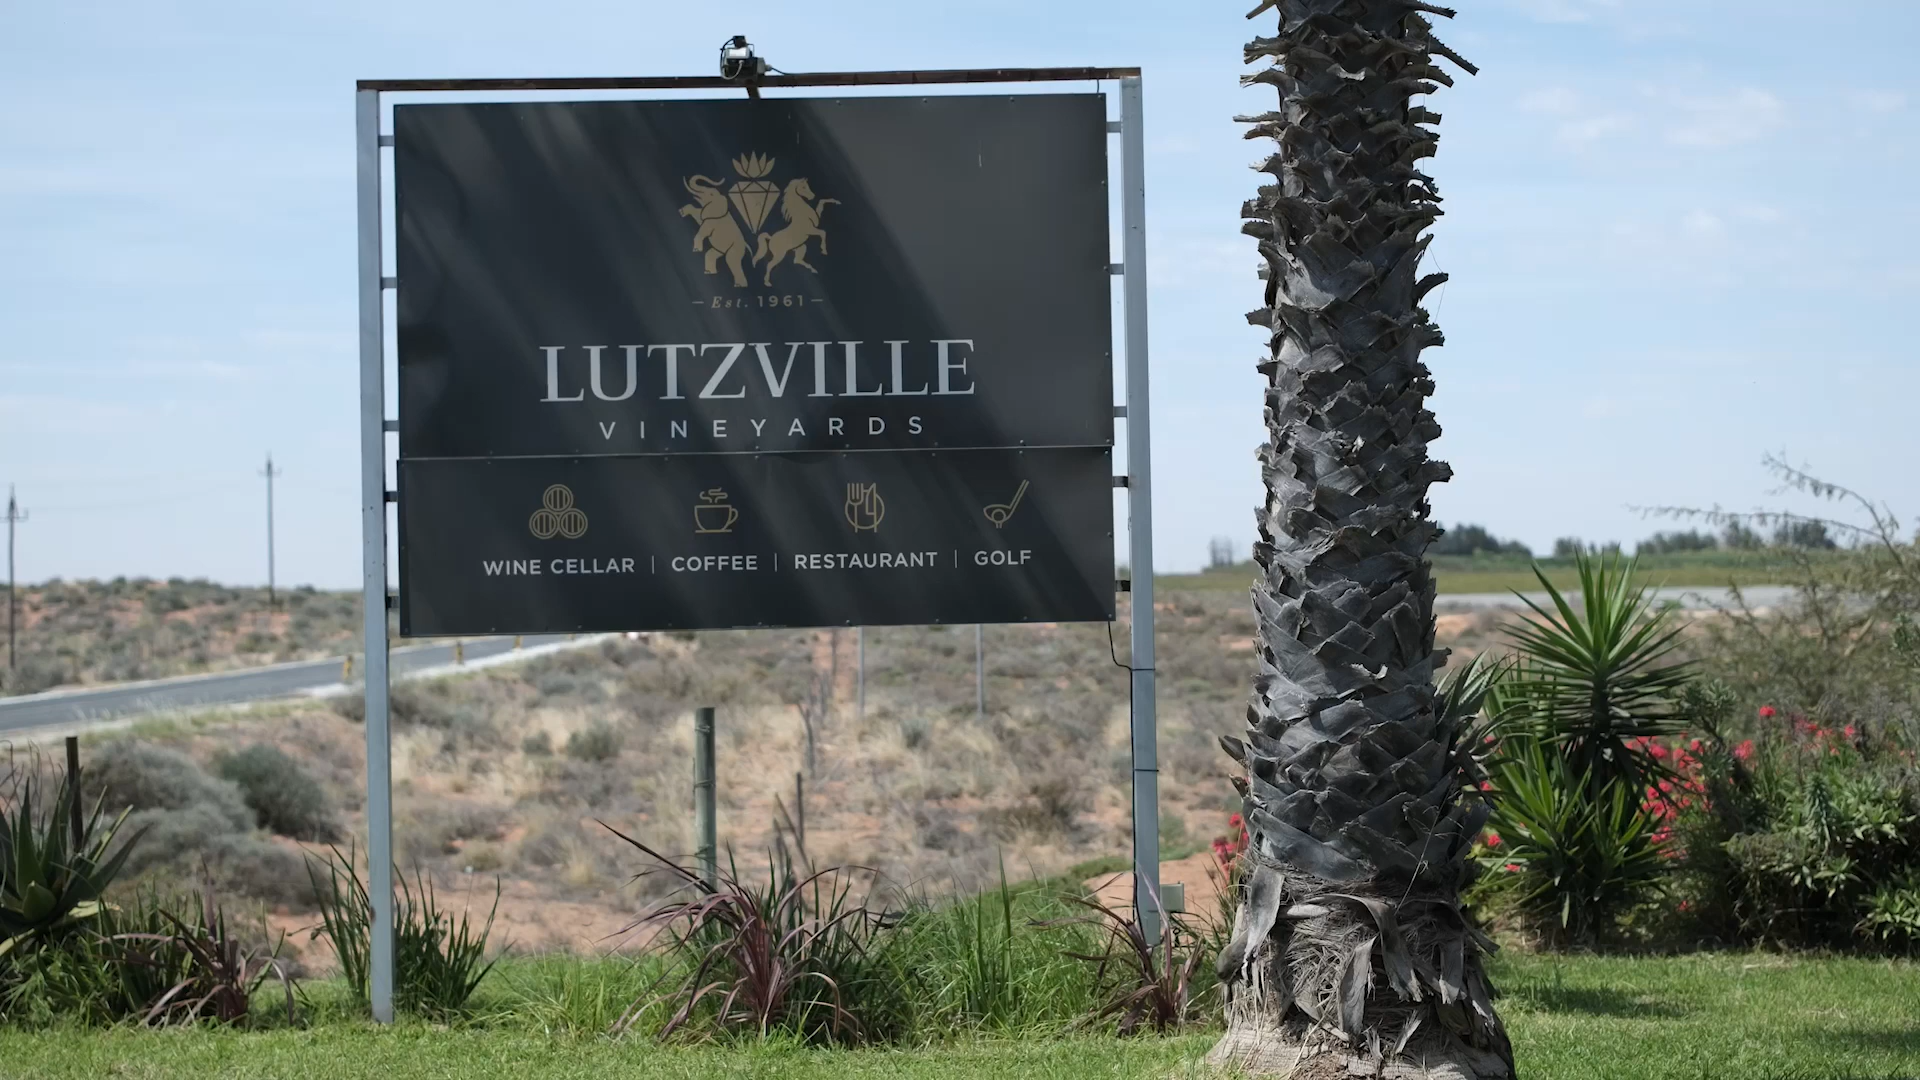 Est. 1961
LUTZVILLE
VINEYARDS
WINE CELLAR | COFFEE | RESTAURANT | GOLF